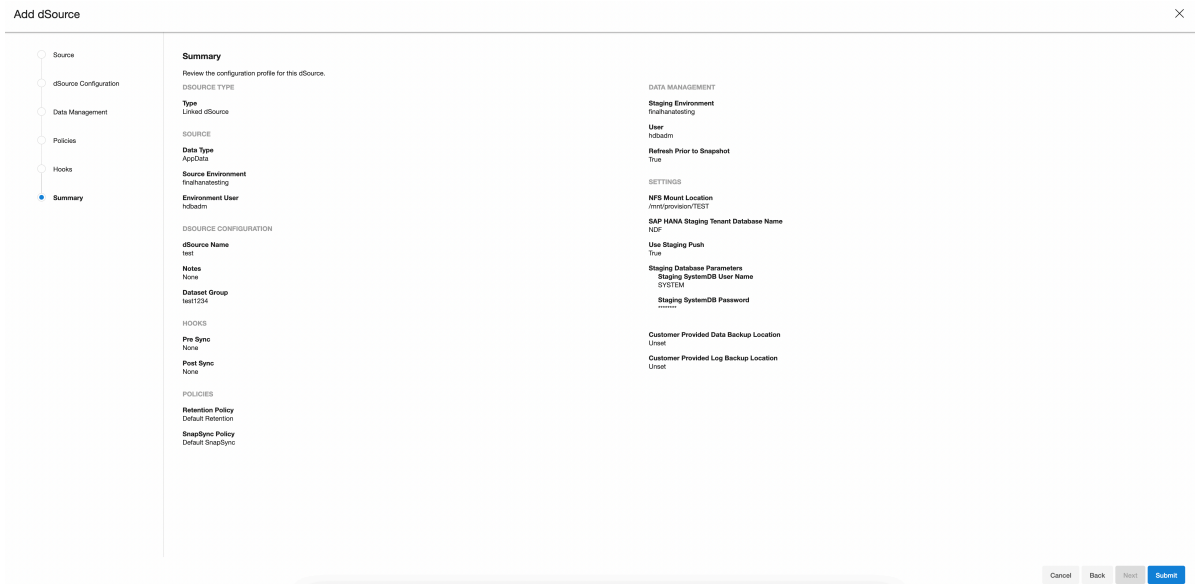 Add dSource
Source
dSource Configuration
Data Management
Policies
Hooks
Summary
Summary
Review the configuration profile for this dSource.
DSOURCE TYPE
Type
Linked dSource
SOURCE
Data Type
AppData
Source Environment
finalhanatesting
Environment User
hdbadm
DSOURCE CONFIGURATION
dSource Name
test
Notes
None
Dataset Group
test1234
HOOKS
Pre Sync
None
Post Sync
None
POLICIES
Retention Policy
Default Retention
SnapSync Policy
Default SnapSync
DATA MANAGEMENT
Staging Environment
finalhanatesting
User
hdbadm
Refresh Prior to Snapshot
True
SETTINGS
NFS Mount Location
/mnt/provision/TEST
SAP HANA Staging Tenant Database Name
NDF
Use Staging Push
True
Staging Database Parameters
Staging SystemDB User Name
SYSTEM
Staging SystemDB Password
********
Customer Provided Data Backup Location
Unset
Customer Provided Log Backup Location
Unset
Cancel Back Next Submit